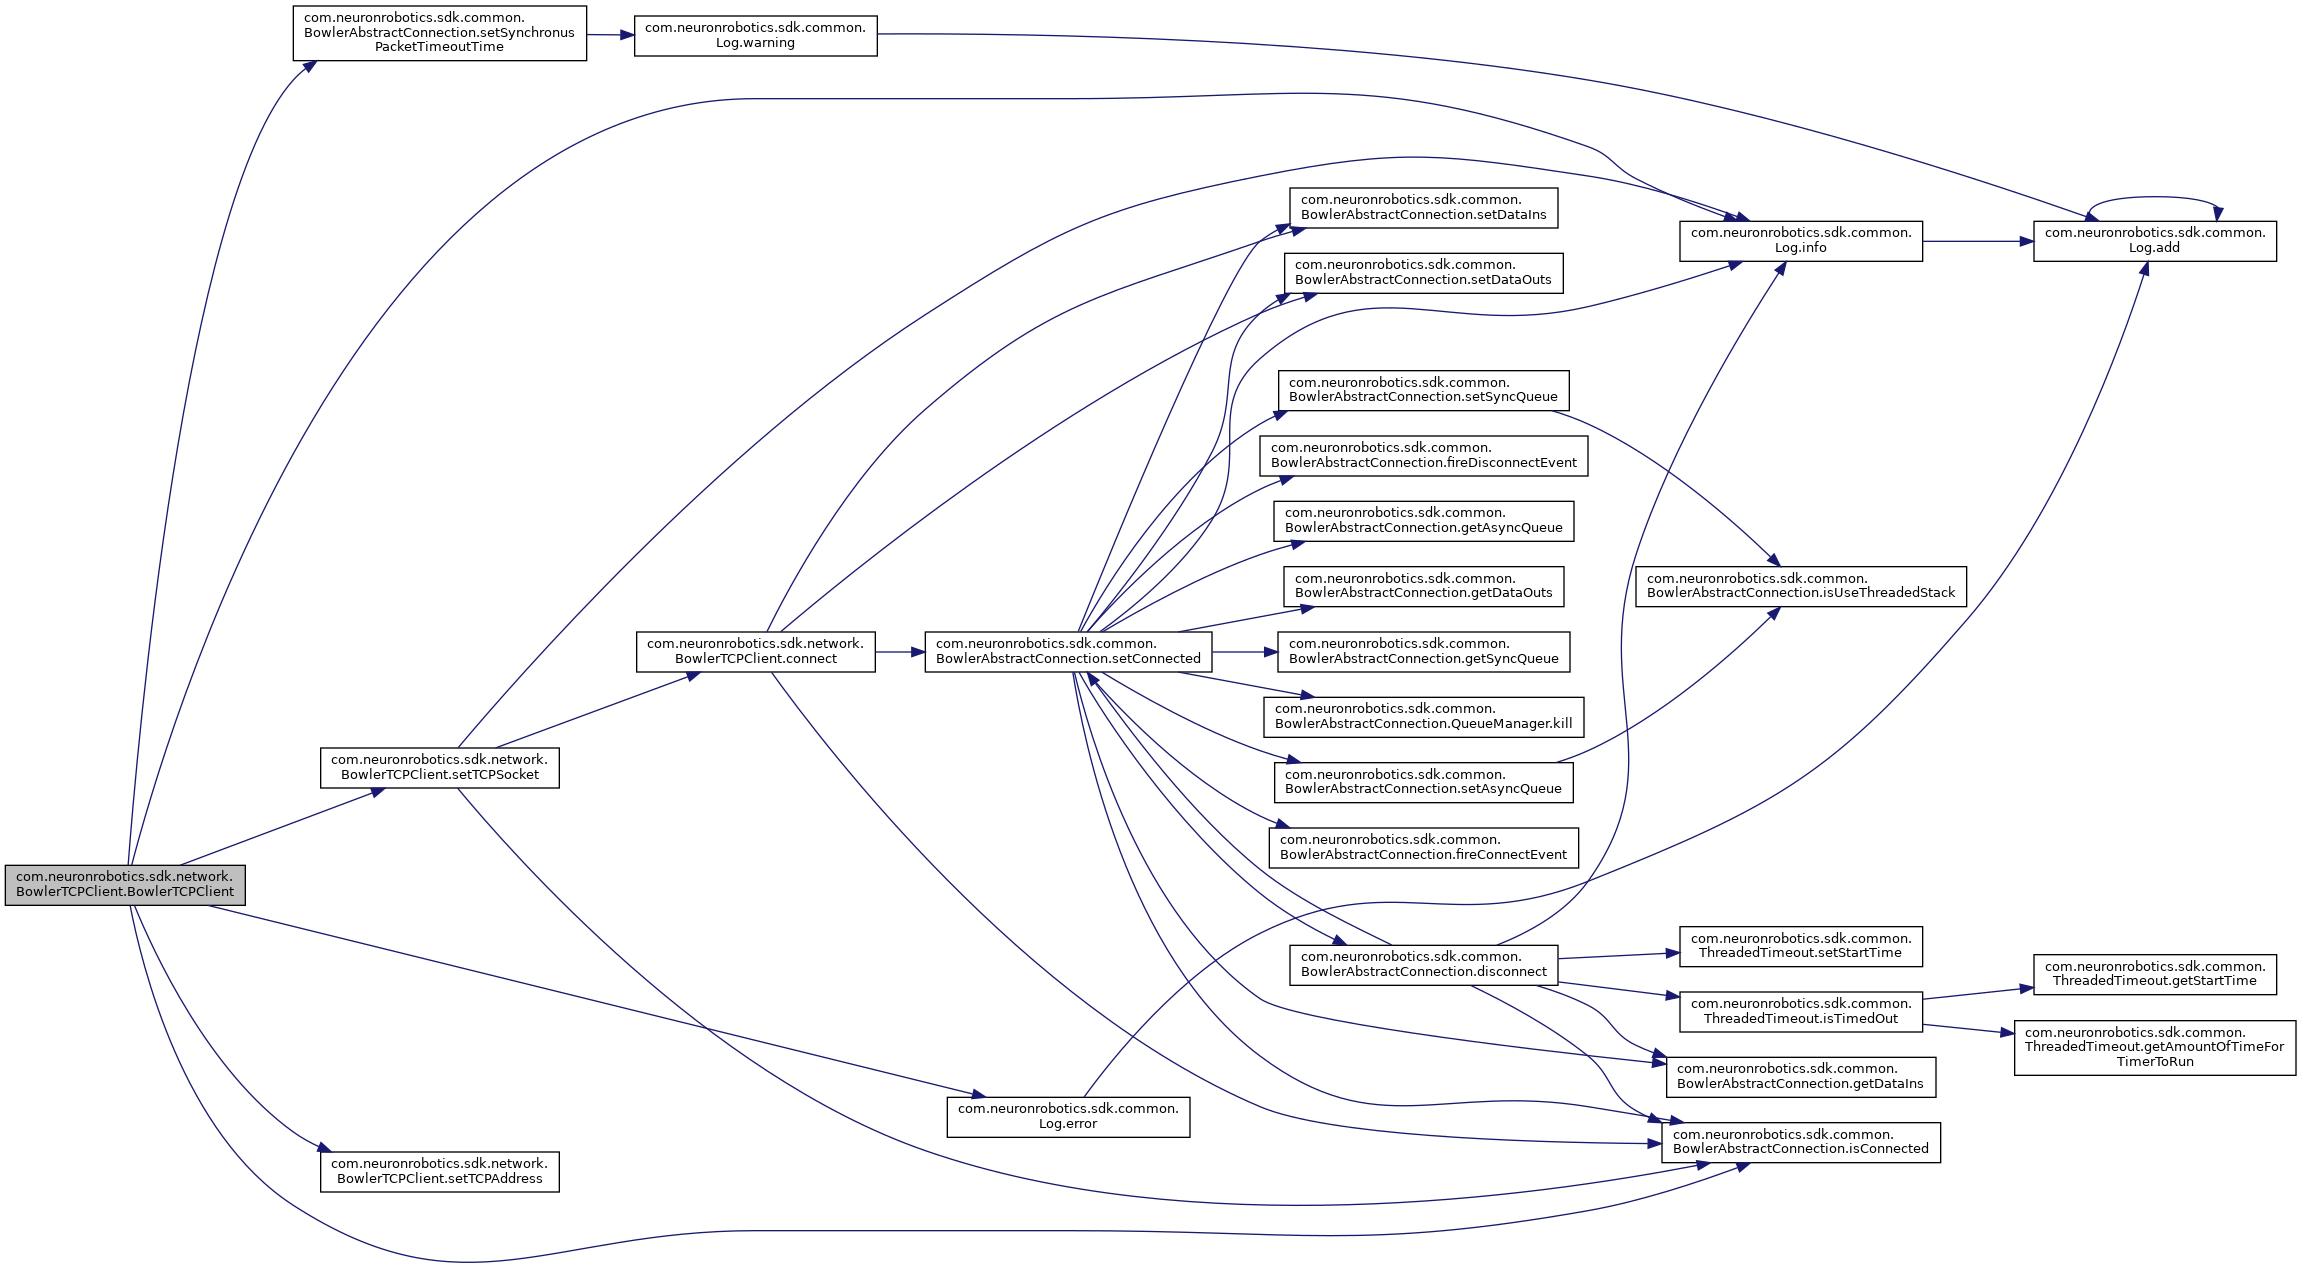 com.neuronrobotics.sdk.common.
BowlerAbstractConnection.setSynchronus
PacketTimeoutTime
com.neuronrobotics.sdk.common.
Log.warning
com.neuronrobotics.sdk.common.
BowlerAbstractConnection.setDataIns
com.neuronrobotics.sdk.common.
Log.info
com.neuronrobotics.sdk.common.
Log.add
com.neuronrobotics.sdk.common.
BowlerAbstractConnection.setDataOuts
com.neuronrobotics.sdk.common.
BowlerAbstractConnection.setSyncQueue
com.neuronrobotics.sdk.common.
BowlerAbstractConnection.fireDisconnectEvent
com.neuronrobotics.sdk.common.
BowlerAbstractConnection.getAsyncQueue
com.neuronrobotics.sdk.common.
BowlerAbstractConnection.getDataOuts
com.neuronrobotics.sdk.common.
BowlerAbstractConnection.isUseThreadedStack
com.neuronrobotics.sdk.network.
BowlerTCPClient.connect
com.neuronrobotics.sdk.common.
BowlerAbstractConnection.setConnected
com.neuronrobotics.sdk.common.
BowlerAbstractConnection.getSyncQueue
com.neuronrobotics.sdk.common.
BowlerAbstractConnection.QueueManager.kill
com.neuronrobotics.sdk.network.
BowlerTCPClient.setTCPSocket
com.neuronrobotics.sdk.common.
BowlerAbstractConnection.setAsyncQueue
com.neuronrobotics.sdk.common.
BowlerAbstractConnection.fireConnectEvent
com.neuronrobotics.sdk.network.
BowlerTCPClient.BowlerTCPClient
com.neuronrobotics.sdk.common.
BowlerAbstractConnection.disconnect
com.neuronrobotics.sdk.common.
ThreadedTimeout.setStartTime
com.neuronrobotics.sdk.common.
ThreadedTimeout.getStartTime
com.neuronrobotics.sdk.common.
ThreadedTimeout.isTimedOut
com.neuronrobotics.sdk.common.
ThreadedTimeout.getAmountOfTimeFor
TimerToRun
com.neuronrobotics.sdk.common.
BowlerAbstractConnection.getDataIns
com.neuronrobotics.sdk.common.
Log.error
com.neuronrobotics.sdk.common.
BowlerAbstractConnection.isConnected
com.neuronrobotics.sdk.network.
BowlerTCPClient.setTCPAddress